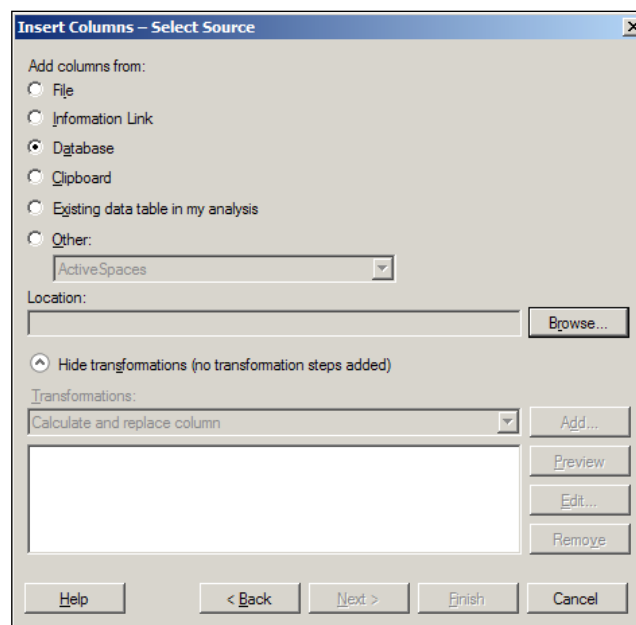 Insert Columns – Select Source
Add columns from:
File
Information Link
Database
Clipboard
Existing data table in my analysis
Other:
ActiveSpaces
Location:
Browse...
Hide transformations (no transformation steps added)
Transformations:
Calculate and replace column
Add...
Preview
Edit...
Remove
Help
< Back
Next >
Finish
Cancel